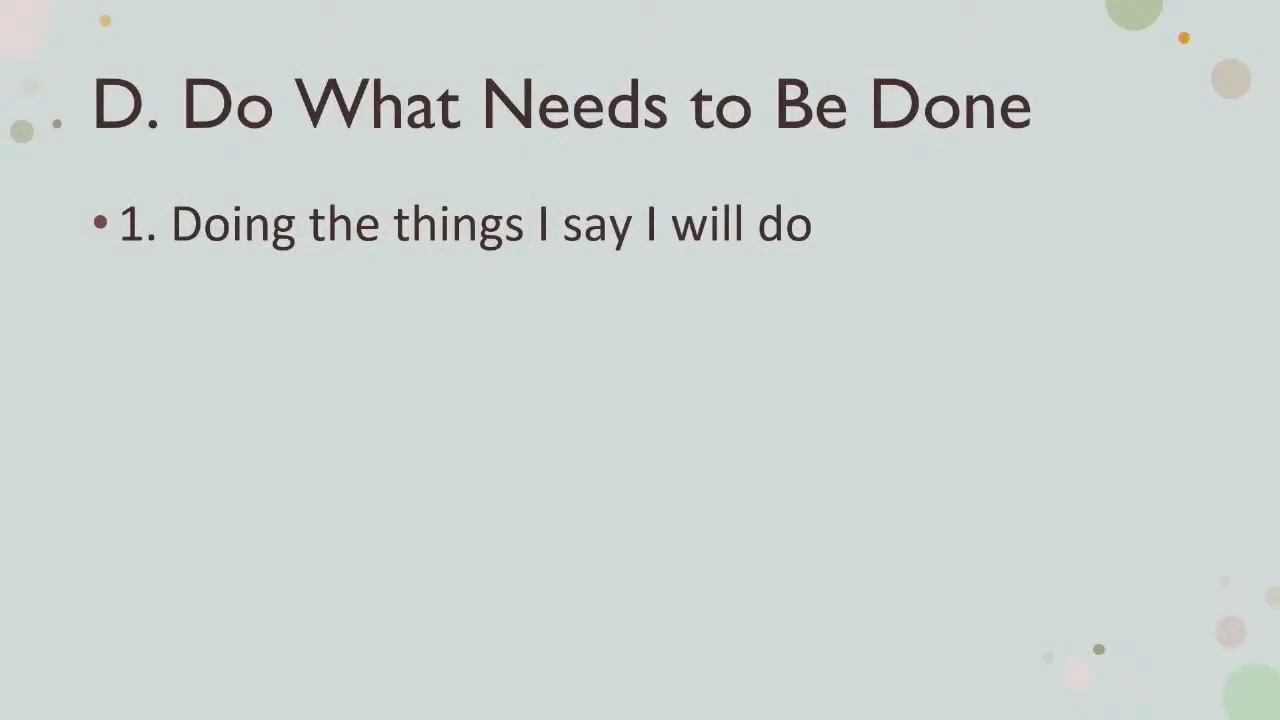 D. Do What Needs to Be Done
• 1. Doing the things I say I will do